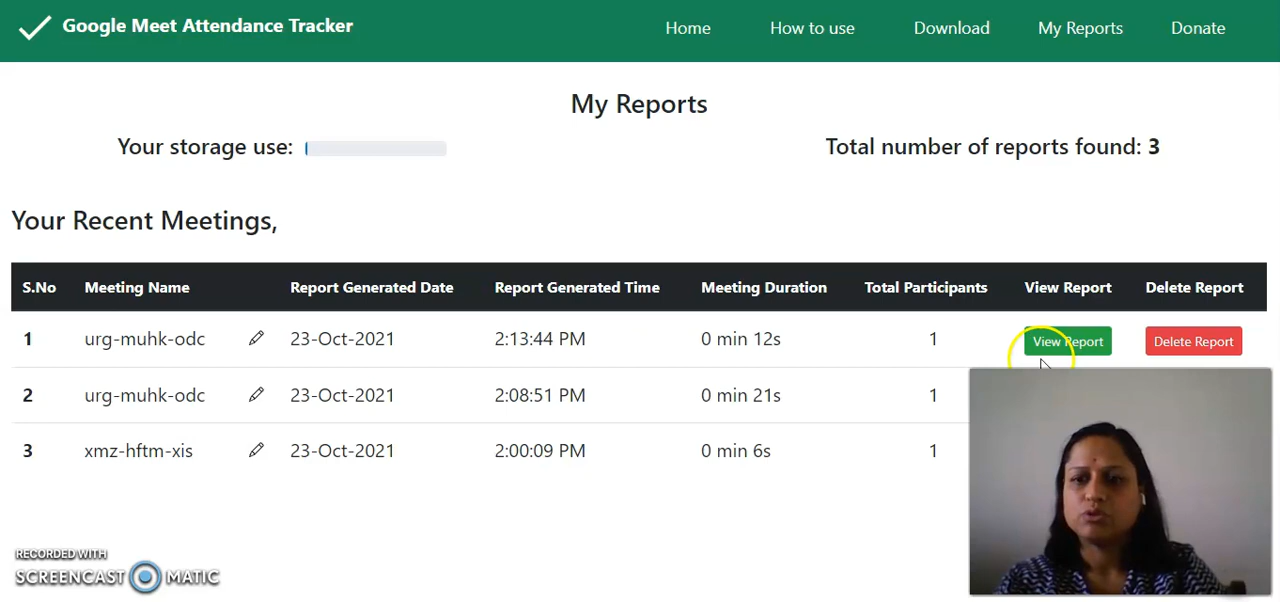 Google Meet Attendance Tracker Home How to use Download My Reports Donate
My Reports
Your storage use: Total number of reports found: 3
Your Recent Meetings,
S.No Meeting Name Report Generated Date Report Generated Time Meeting Duration Total Participants View Report Delete Report
1 urg-muhk-odc 23-Oct-2021 2:13:44 PM 0 min 12s 1 View Report Delete Report
2 urg-muhk-odc 23-Oct-2021 2:08:51 PM 0 min 21s 1
3 xmz-hftm-xis 23-Oct-2021 2:00:09 PM 0 min 6s 1
RECORDED WITH
SCREENCAST MATIC